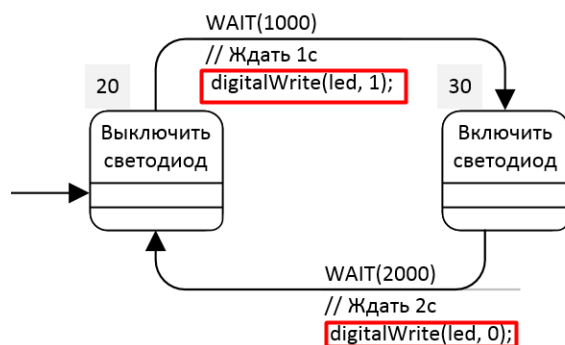 WAIT(1000)
// Ждать 1с
digitalWrite(led, 1);
20
30
Выключить
светодиод
Включить
светодиод
WAIT(2000)
// Ждать 2с
digitalWrite(led, 0);